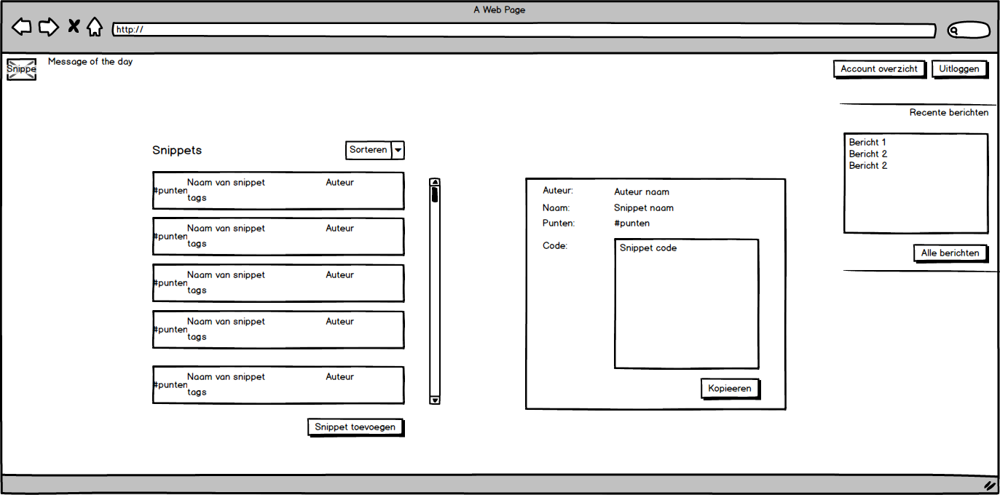 A Web Page
http://
Snippe
Message of the day
Account overzicht
Uitloggen
Recente berichten
Bericht 1
Bericht 2
Bericht 2
Alle berichten
Snippets
Sorteren
Naam van snippet Auteur
#punten
tags
Naam van snippet Auteur
#punten
tags
Naam van snippet Auteur
#punten
tags
Naam van snippet Auteur
#punten
tags
Naam van snippet Auteur
#punten
tags
Snippet toevoegen
Auteur: Auteur naam
Naam: Snippet naam
Punten: #punten
Code: Snippet code
Kopieeren